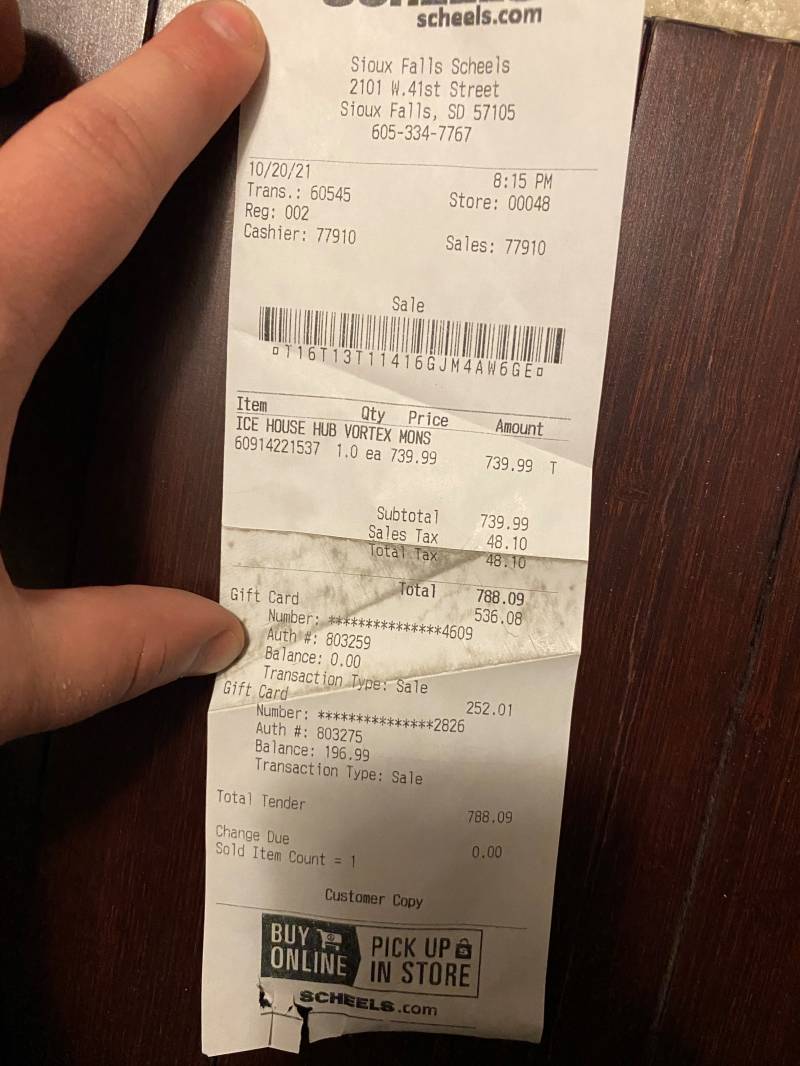 scheels.com
Sioux Falls Scheels
2101 W.41st Street
Sioux Falls, SD 57105
605-334-7767
10/20/21 8:15 PM
Trans.: 60545 Store: 00048
Reg: 002
Cashier: 77910 Sales: 77910
Sale
¤T16T13T11416GJM4AW6GE¤
Item Qty Price Amount
ICE HOUSE HUB VORTEX MONS
60914221537 1.0 ea 739.99 739.99 T
Subtotal 739.99
Sales Tax 48.10
Total Tax 48.10
Total 788.09
Gift Card 536.08
Number: ***************4609
Auth #: 803259
Balance: 0.00
Transaction Type: Sale
Gift Card 252.01
Number: ***************2826
Auth #: 803275
Balance: 196.99
Transaction Type: Sale
Total Tender 788.09
Change Due 0.00
Sold Item Count = 1
Customer Copy
BUY ONLINE
PICK UP IN STORE
SCHEELS.com